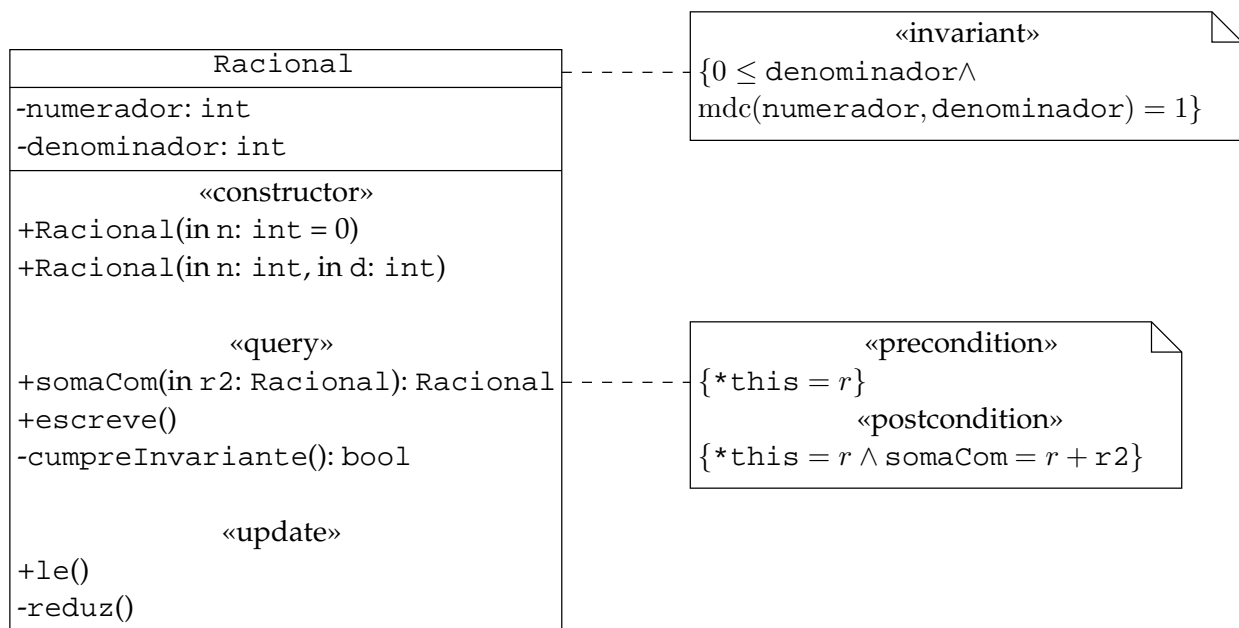 Racional
-numerador: int
-denominador: int
«constructor»
+Racional(in n: int = 0)
+Racional(in n: int, in d: int)
«query»
+somaCom(in r2: Racional): Racional
+escreve()
-cumpreInvariante(): bool
«update»
+le()
-reduz()
«invariant»
{0 ≤ denominador∧
mdc(numerador, denominador) = 1}
«precondition»
{*this = r}
«postcondition»
{*this = r ∧ somaCom = r + r2}